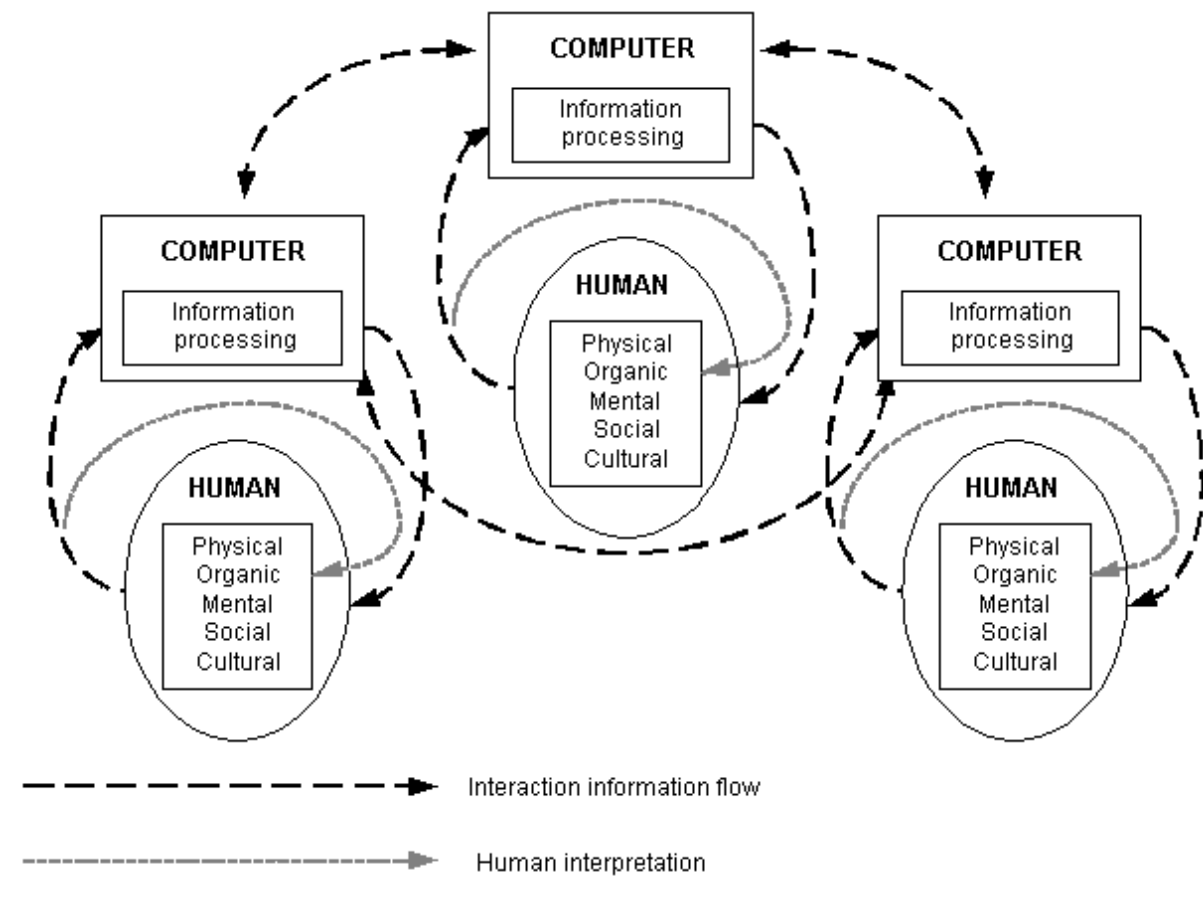 COMPUTER
Information
processing
COMPUTER
Information
processing
COMPUTER
Information
processing
HUMAN
Physical
Organic
Mental
Social
Cultural
HUMAN
Physical
Organic
Mental
Social
Cultural
HUMAN
Physical
Organic
Mental
Social
Cultural
Interaction information flow
Human interpretation